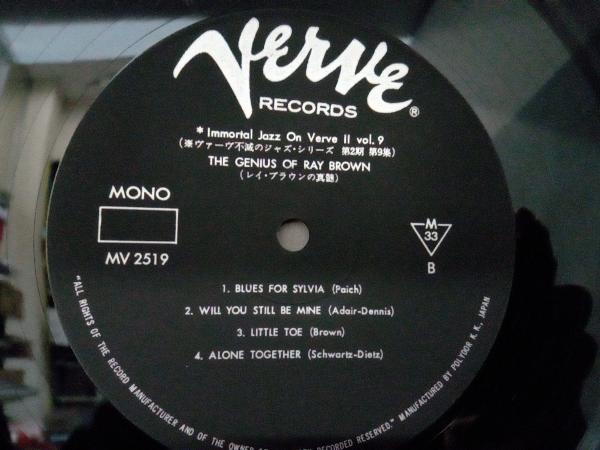 Verve
RECORDS
®
* Immortal Jazz On Verve II vol. 9
(※ヴァーヴ不滅のジャズ・シリーズ 第2期 第9集)
THE GENIUS OF RAY BROWN
(レイ・ブラウンの真髄)
MONO
MV 2519
M
33
B
1. BLUES FOR SYLVIA (Paich)
2. WILL YOU STILL BE MINE (Adair-Dennis)
3. LITTLE TOE (Brown)
4. ALONE TOGETHER (Schwartz-Dietz)
"ALL RIGHTS OF THE RECORD MANUFACTURER AND OF THE OWNER OF RECORDED RESERVED." MANUFACTURED BY POLYDOR K. K., JAPAN